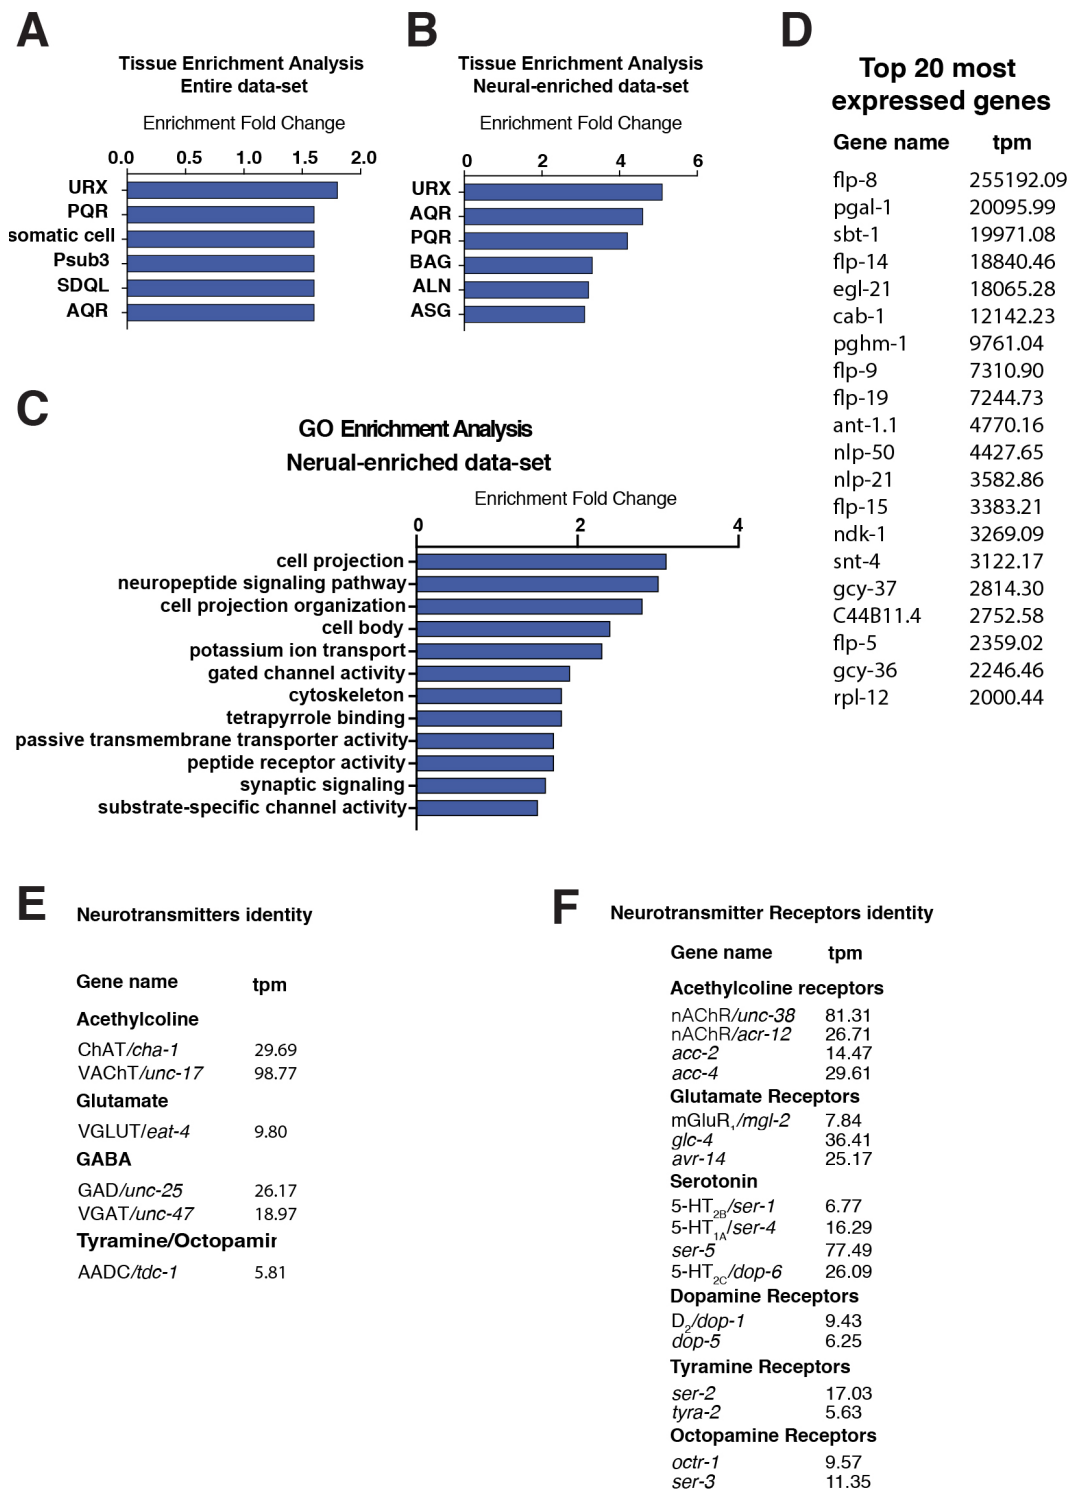 A
Tissue Enrichment Analysis
Entire data-set
Enrichment Fold Change
0.0 0.5 1.0 1.5 2.0
URX
PQR
somatic cell
Psub3
SDQL
AQR
B
Tissue Enrichment Analysis
Neural-enriched data-set
Enrichment Fold Change
0 2 4 6
URX
AQR
PQR
BAG
ALN
ASG
C
GO Enrichment Analysis
Nerual-enriched data-set
Enrichment Fold Change
0 2 4
cell projection
neuropeptide signaling pathway
cell projection organization
cell body
potassium ion transport
gated channel activity
cytoskeleton
tetrapyrrole binding
passive transmembrane transporter activity
peptide receptor activity
synaptic signaling
substrate-specific channel activity
D
Top 20 most
expressed genes
Gene name tpm
flp-8 255192.09
pgal-1 20095.99
sbt-1 19971.08
flp-14 18840.46
egl-21 18065.28
cab-1 12142.23
pghm-1 9761.04
flp-9 7310.90
flp-19 7244.73
ant-1.1 4770.16
nlp-50 4427.65
nlp-21 3582.86
flp-15 3383.21
ndk-1 3269.09
snt-4 3122.17
gcy-37 2814.30
C44B11.4 2752.58
flp-5 2359.02
gcy-36 2246.46
rpl-12 2000.44
E
Neurotransmitters identity
Gene name tpm
Acethylcoline
ChAT/cha-1 29.69
VAChT/unc-17 98.77
Glutamate
VGLUT/eat-4 9.80
GABA
GAD/unc-25 26.17
VGAT/unc-47 18.97
Tyramine/Octopamir
AADC/tdc-1 5.81
F
Neurotransmitter Receptors identity
Gene name tpm
Acethylcoline receptors
nAChR/unc-38 81.31
nAChR/acr-12 26.71
acc-2 14.47
acc-4 29.61
Glutamate Receptors
mGluR1/mgl-2 7.84
glc-4 36.41
avr-14 25.17
Serotonin
5-HT2B/ser-1 6.77
5-HT1A/ser-4 16.29
ser-5 77.49
5-HT2C/dop-6 26.09
Dopamine Receptors
D2/dop-1 9.43
dop-5 6.25
Tyramine Receptors
ser-2 17.03
tyra-2 5.63
Octopamine Receptors
octr-1 9.57
ser-3 11.35